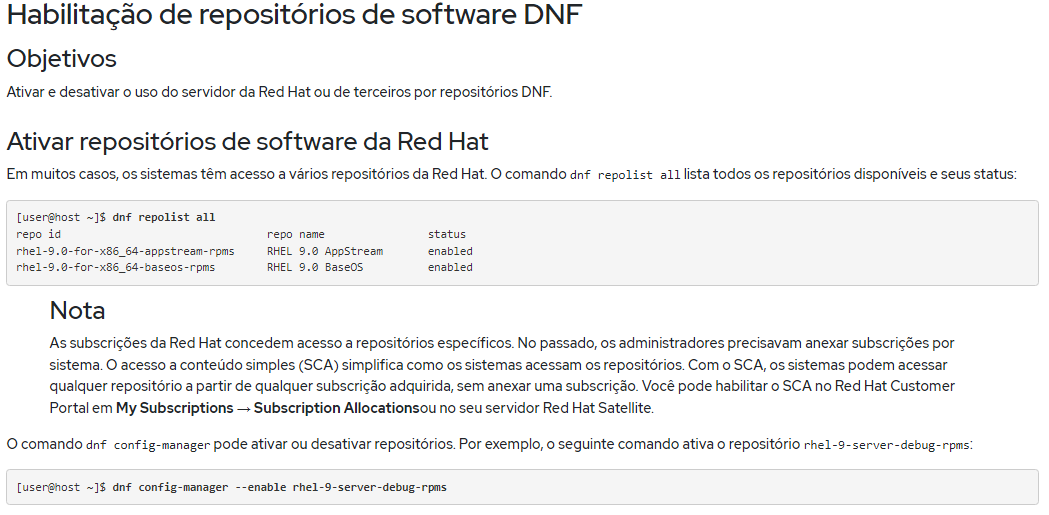 Habilitação de repositórios de software DNF
Objetivos
Ativar e desativar o uso do servidor da Red Hat ou de terceiros por repositórios DNF.
Ativar repositórios de software da Red Hat
Em muitos casos, os sistemas têm acesso a vários repositórios da Red Hat. O comando dnf repolist all lista todos os repositórios disponíveis e seus status:
[user@host ~]$ dnf repolist all
repo id repo name status
rhel-9.0-for-x86_64-appstream-rpms RHEL 9.0 AppStream enabled
rhel-9.0-for-x86_64-baseos-rpms RHEL 9.0 BaseOS enabled
Nota
As subscrições da Red Hat concedem acesso a repositórios específicos. No passado, os administradores precisavam anexar subscrições por
sistema. O acesso a conteúdo simples (SCA) simplifica como os sistemas acessam os repositórios. Com o SCA, os sistemas podem acessar
qualquer repositório a partir de qualquer subscrição adquirida, sem anexar uma subscrição. Você pode habilitar o SCA no Red Hat Customer
Portal em My Subscriptions → Subscription Allocationsou no seu servidor Red Hat Satellite.
O comando dnf config-manager pode ativar ou desativar repositórios. Por exemplo, o seguinte comando ativa o repositório rhel-9-server-debug-rpms:
[user@host ~]$ dnf config-manager --enable rhel-9-server-debug-rpms